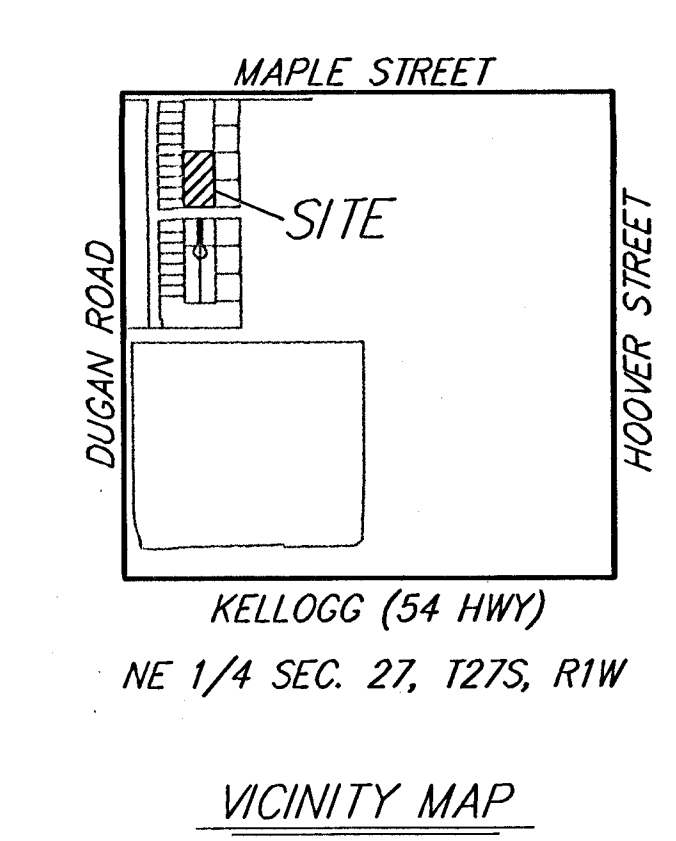 MAPLE STREET
SITE
DUGAN ROAD
HOOVER STREET
KELLOGG (54 HWY)
NE 1/4 SEC. 27, T27S, R1W
VICINITY MAP